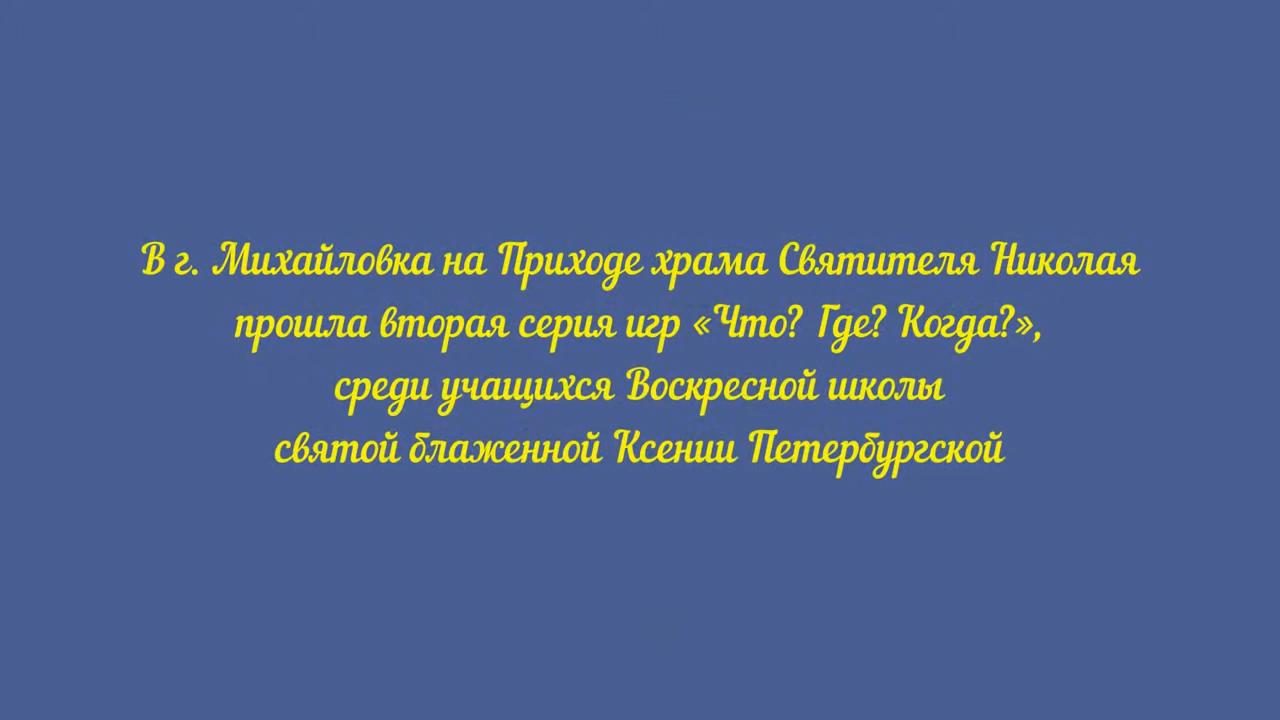 В г. Михайловка на Приходе храма Святителя Николая
прошла вторая серия игр «Что? Где? Когда?»,
среди учащихся Воскресной школы
святой блаженной Ксении Петербургской